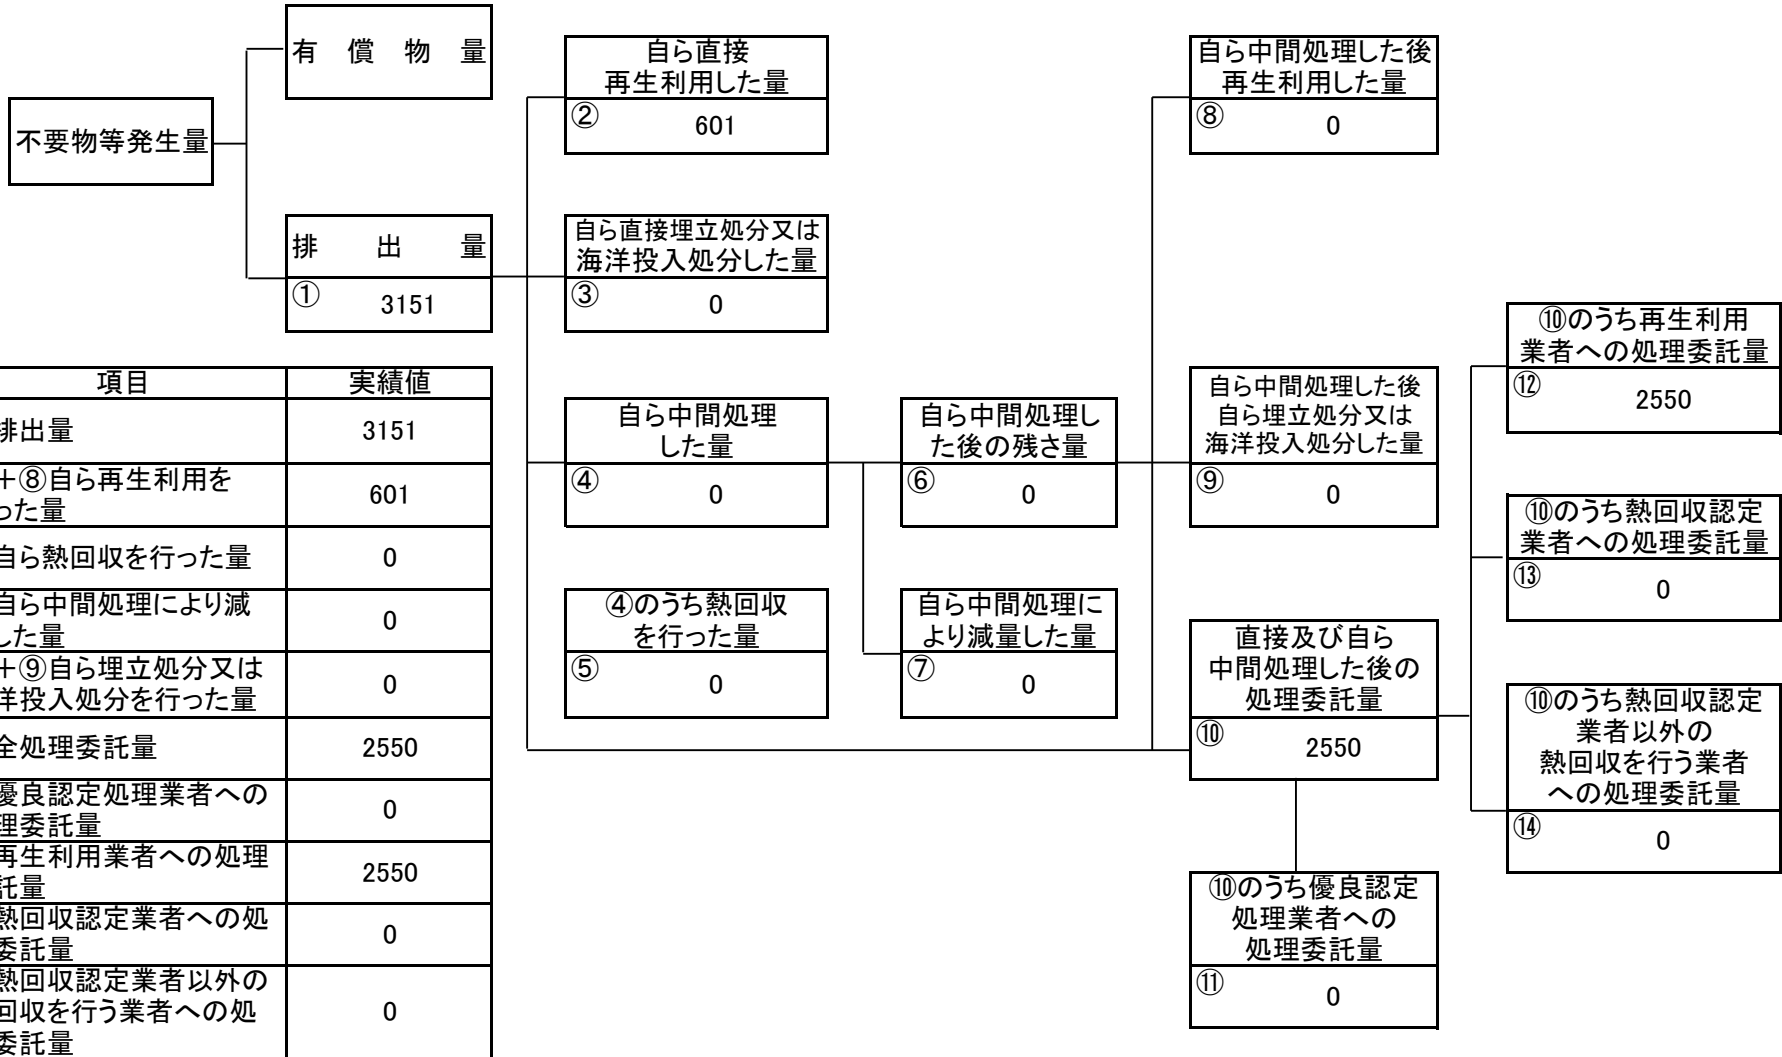 不要物等発生量
有　償　物　量
排　　出　　量
① 3151
自ら直接
再生利用した量
② 601
自ら直接埋立処分又は
海洋投入処分した量
③ 0
自ら中間処理
した量
④ 0
④のうち熱回収
を行った量
⑤ 0
自ら中間処理し
た後の残さ量
⑥ 0
自ら中間処理に
より減量した量
⑦ 0
自ら中間処理した後
再生利用した量
⑧ 0
自ら中間処理した後
自ら埋立処分又は
海洋投入処分した量
⑨ 0
直接及び自ら
中間処理した後の
処理委託量
⑩ 2550
⑩のうち優良認定
処理業者への
処理委託量
⑪ 0
⑩のうち再生利用
業者への処理委託量
⑫ 2550
⑩のうち熱回収認定
業者への処理委託量
⑬ 0
⑩のうち熱回収認定
業者以外の
熱回収を行う業者
への処理委託量
⑭ 0
項目 実績値
排出量 3151
＋⑧自ら再生利用を
った量 601
自ら熱回収を行った量 0
自ら中間処理により減
した量 0
＋⑨自ら埋立処分又は
洋投入処分を行った量 0
全処理委託量 2550
優良認定処理業者への
理委託量 0
再生利用業者への処理
託量 2550
熱回収認定業者への処
委託量 0
熱回収認定業者以外の
回収を行う業者への処
委託量 0